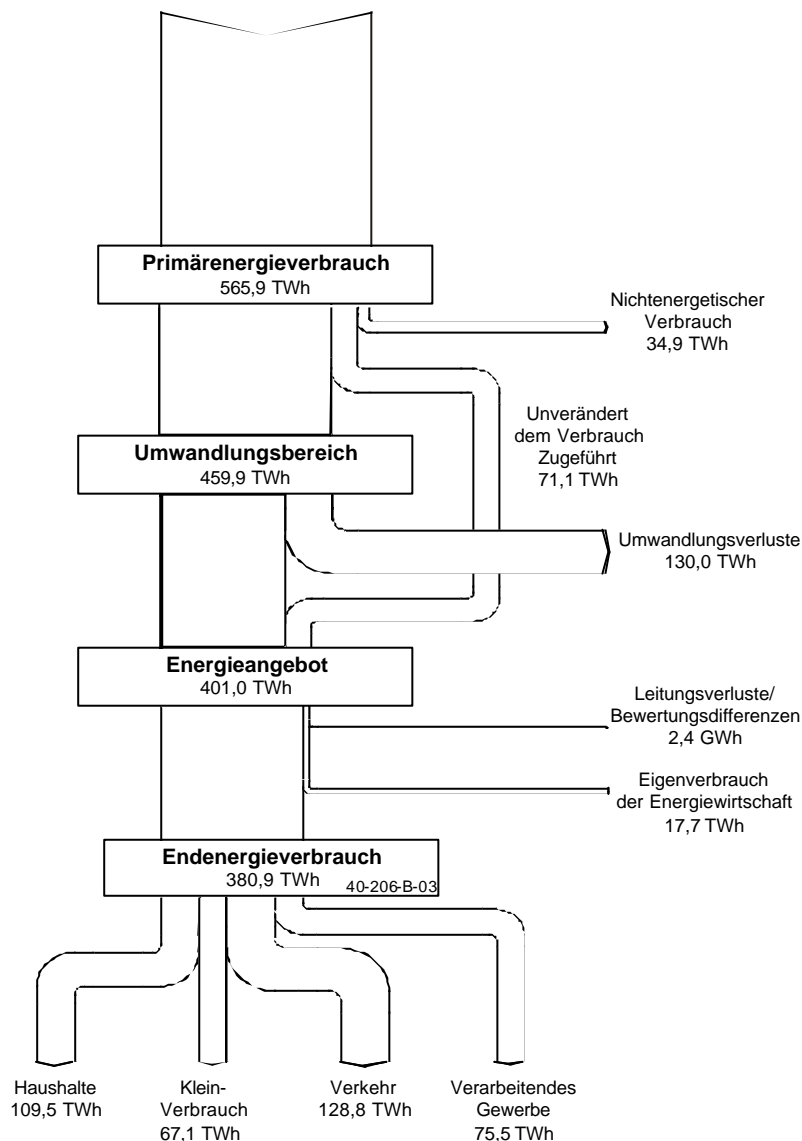 Primärenergieverbrauch
565,9 TWh
Nichtenergetischer
Verbrauch
34,9 TWh
Unverändert
dem Verbrauch
Zugeführt
71,1 TWh
Umwandlungsbereich
459,9 TWh
Umwandlungsverluste
130,0 TWh
Energieangebot
401,0 TWh
Leitungsverluste/
Bewertungsdifferenzen
2,4 GWh
Eigenverbrauch
der Energiewirtschaft
17,7 TWh
Endenergieverbrauch
380,9 TWh
40-206-B-03
Haushalte
109,5 TWh
Klein-
Verbrauch
67,1 TWh
Verkehr
128,8 TWh
Verarbeitendes
Gewerbe
75,5 TWh